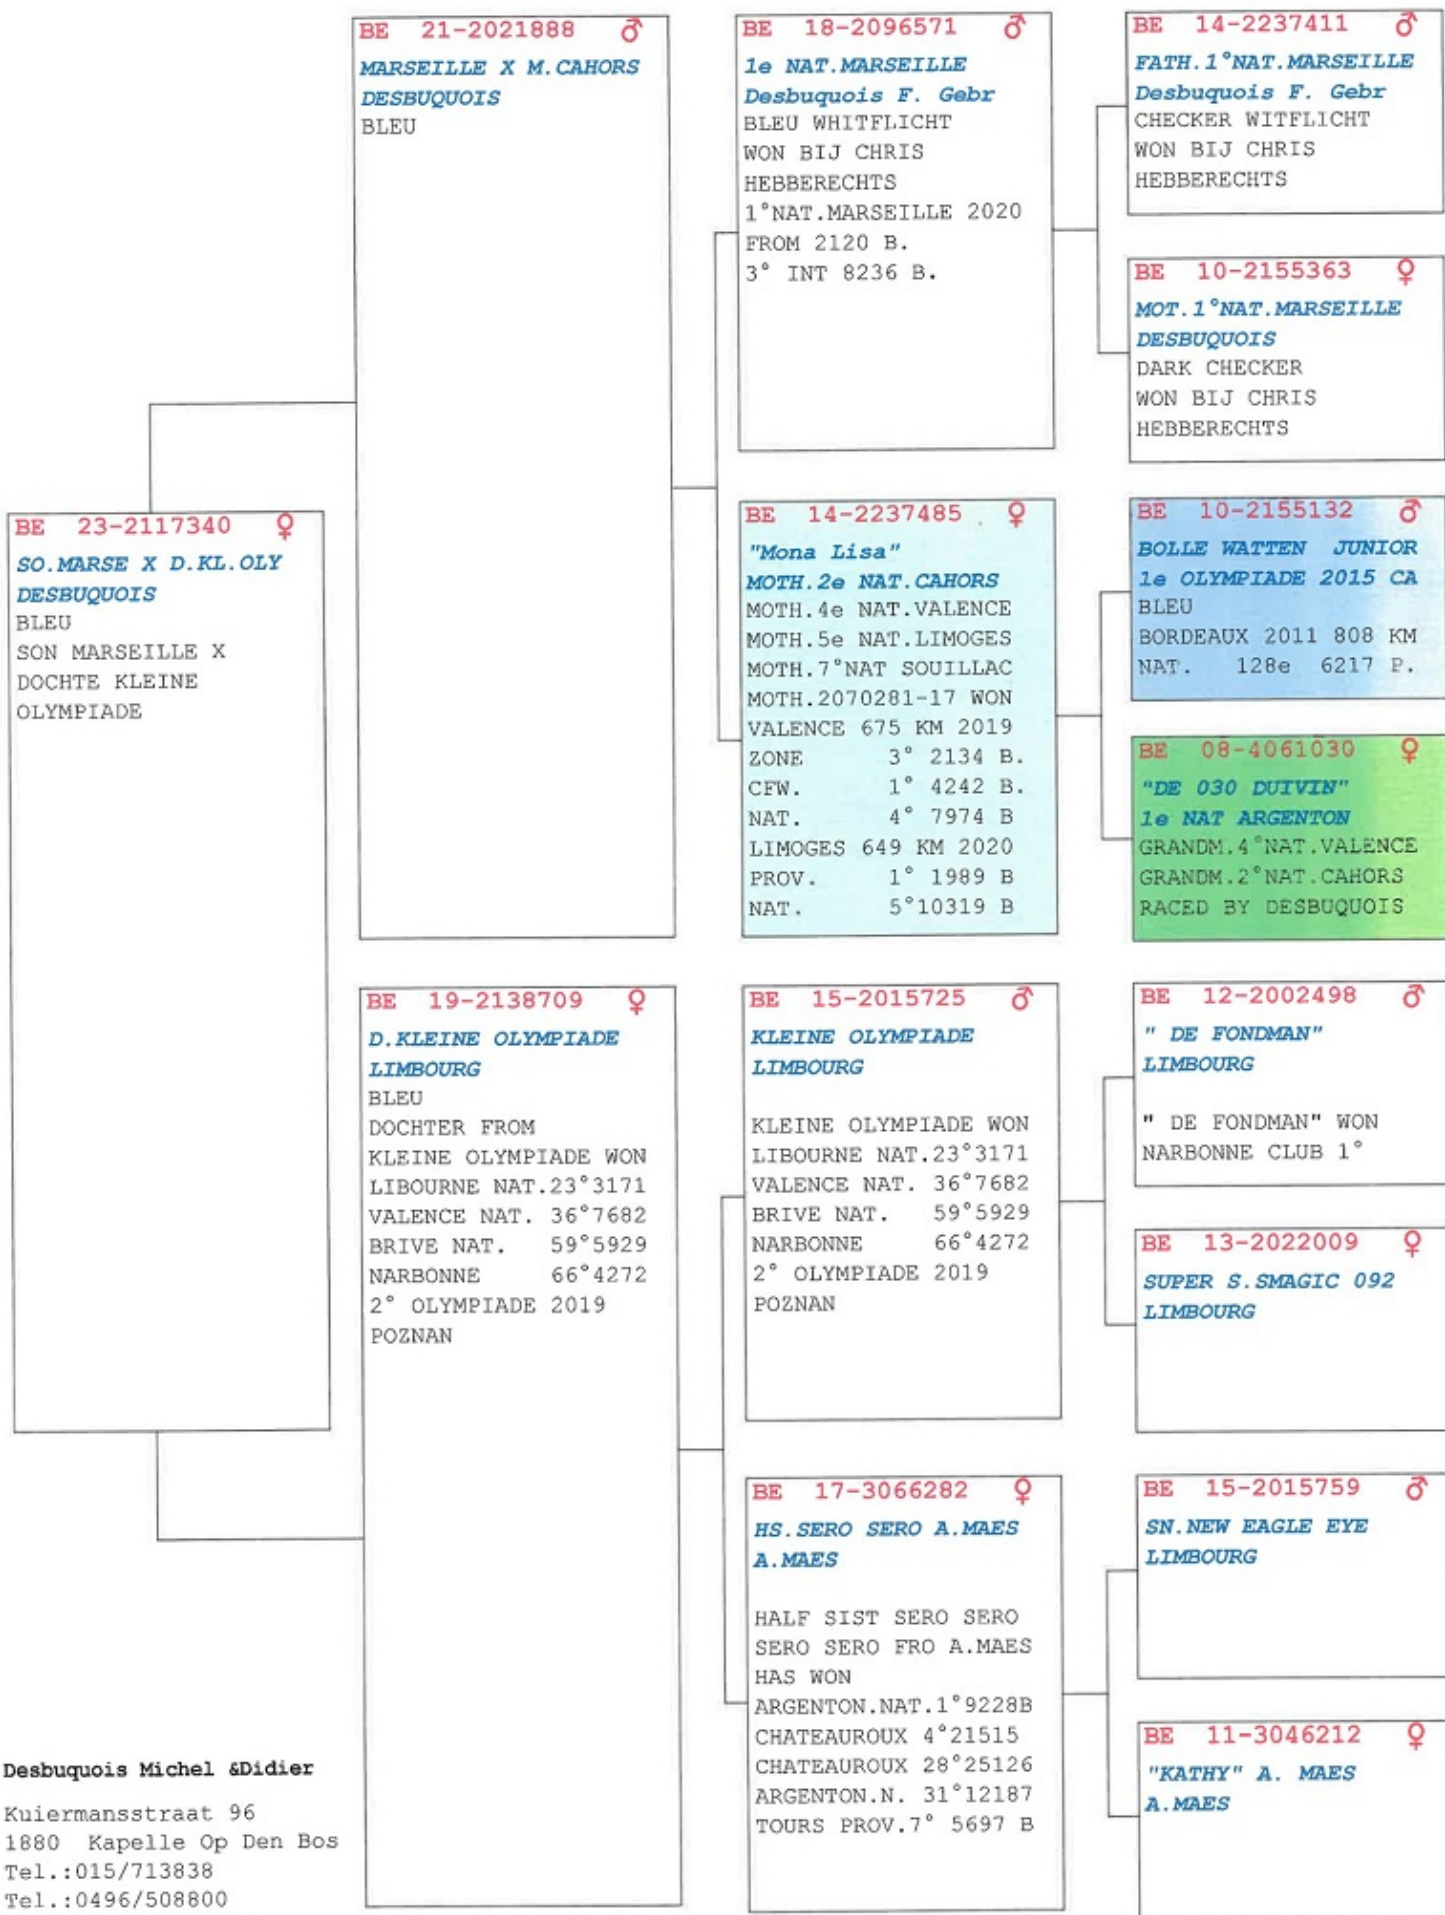 BE 23-2117340 ♀
SO.MARSE X D.KL.OLY
DESBUQUOIS
BLEU
SON MARSEILLE X
DOCHTE KLEINE
OLYMPIADE
BE 21-2021888 ♂
MARSEILLE X M.CAHORS
DESBUQUOIS
BLEU
BE 19-2138709 ♀
D.KLEINE OLYMPIADE
LIMBOURG
BLEU
DOCHTER FROM
KLEINE OLYMPIADE WON
LIBOURNE NAT.23°3171
VALENCE NAT. 36°7682
BRIVE NAT. 59°5929
NARBONNE 66°4272
2° OLYMPIADE 2019
POZNAN
BE 18-2096571 ♂
1e NAT.MARSEILLE
Desbuquois F. Gebr
BLEU WHITFLICHT
WON BIJ CHRIS
HEBBERECHTS
1°NAT.MARSEILLE 2020
FROM 2120 B.
3° INT 8236 B.
BE 14-2237485 ♀
"Mona Lisa"
MOTH.2e NAT.CAHORS
MOTH.4e NAT.VALENCE
MOTH.5e NAT.LIMOGES
MOTH.7°NAT SOUILLAC
MOTH.2070281-17 WON
VALENCE 675 KM 2019
ZONE 3° 2134 B.
CFW. 1° 4242 B.
NAT. 4° 7974 B
LIMOGES 649 KM 2020
PROV. 1° 1989 B
NAT. 5°10319 B
BE 15-2015725 ♂
KLEINE OLYMPIADE
LIMBOURG
KLEINE OLYMPIADE WON
LIBOURNE NAT.23°3171
VALENCE NAT. 36°7682
BRIVE NAT. 59°5929
NARBONNE 66°4272
2° OLYMPIADE 2019
POZNAN
BE 17-3066282 ♀
HS.SERO SERO A.MAES
A.MAES
HALF SIST SERO SERO
SERO SERO FRO A.MAES
HAS WON
ARGENTON.NAT.1°9228B
CHATEAUROUX 4°21515
CHATEAUROUX 28°25126
ARGENTON.N. 31°12187
TOURS PROV.7° 5697 B
BE 14-2237411 ♂
FATH.1°NAT.MARSEILLE
Desbuquois F. Gebr
CHECKER WITFLICHT
WON BIJ CHRIS
HEBBERECHTS
BE 10-2155363 ♀
MOT.1°NAT.MARSEILLE
DESBUQUOIS
DARK CHECKER
WON BIJ CHRIS
HEBBERECHTS
BE 10-2155132 ♂
BOLLE WATTEN JUNIOR
1e OLYMPIADE 2015 CA
BLEU
BORDEAUX 2011 808 KM
NAT. 128e 6217 P.
BE 08-4061030 ♀
"DE 030 DUIVIN"
1e NAT ARGENTON
GRANDM.4°NAT.VALENCE
GRANDM.2°NAT.CAHORS
RACED BY DESBUQUOIS
BE 12-2002498 ♂
" DE FONDMAN"
LIMBOURG
" DE FONDMAN" WON
NARBONNE CLUB 1°
BE 13-2022009 ♀
SUPER S.SMAGIC 092
LIMBOURG
BE 15-2015759 ♂
SN.NEW EAGLE EYE
LIMBOURG
BE 11-3046212 ♀
"KATHY" A. MAES
A.MAES
Desbuquois Michel &Didier
Kuiermansstraat 96
1880 Kapelle Op Den Bos
Tel.:015/713838
Tel.:0496/508800